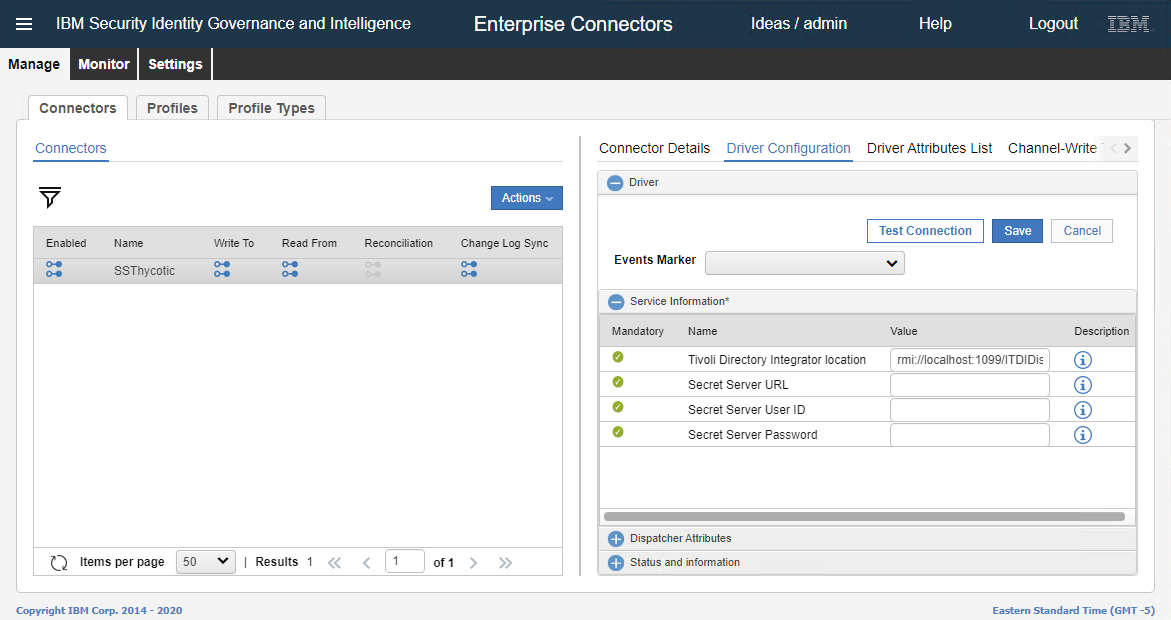 IBM Security Identity Governance and Intelligence
Enterprise Connectors
Ideas / admin
Help
Logout
IBM
Manage
Monitor
Settings
Connectors
Profiles
Profile Types
Connectors
Actions
Enabled
Name
Write To
Read From
Reconciliation
Change Log Sync
SSThycotic
Items per page
50
|
Results 1
1
of 1
Connector Details
Driver Configuration
Driver Attributes List
Channel-Write
Driver
Test Connection
Save
Cancel
Events Marker
Service Information*
Mandatory
Name
Value
Description
Tivoli Directory Integrator location
rmi://localhost:1099/ITDIDis
Secret Server URL
Secret Server User ID
Secret Server Password
Dispatcher Attributes
Status and information
Copyright IBM Corp. 2014 - 2020
Eastern Standard Time (GMT -5)